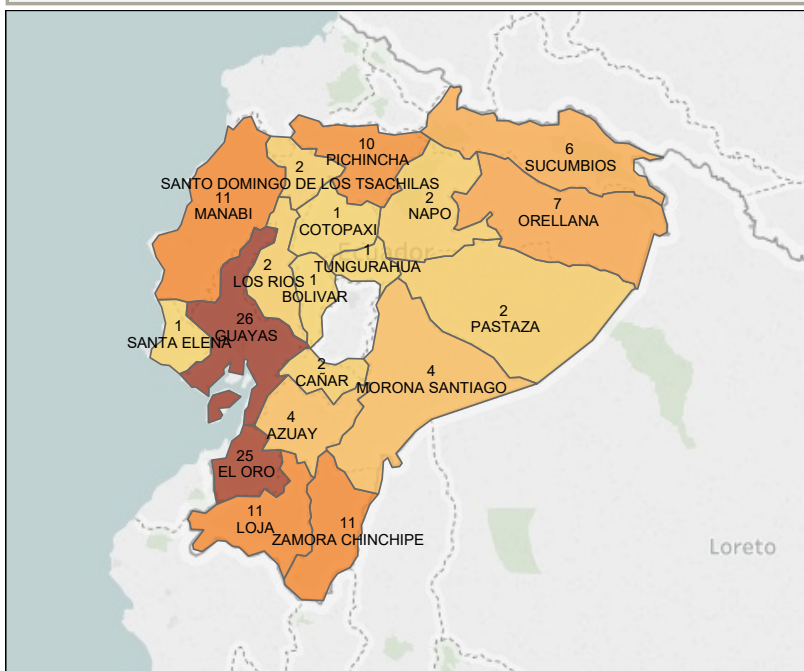 10
PICHINCHA
6
SUCUMBIOS
2
SANTO DOMINGO DE LOS TSACHILAS
11
MANABI
2
NAPO
7
ORELLANA
1
COTOPAXI
Ecuador
1
TUNGURAHUA
2
LOS RIOS
1
BOLIVAR
2
PASTAZA
26
GUAYAS
1
SANTA ELENA
2
CAÑAR
4
MORONA SANTIAGO
4
AZUAY
25
EL ORO
11
LOJA
11
ZAMORA CHINCHIPE
Loreto